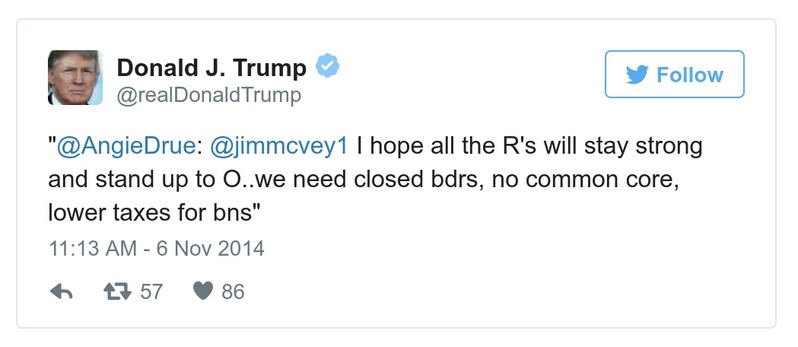 Donald J. Trump
@realDonaldTrump
Follow
"@AngieDrue: @jimmcvey1 I hope all the R's will stay strong
and stand up to O..we need closed bdrs, no common core,
lower taxes for bns"
11:13 AM - 6 Nov 2014
57 86